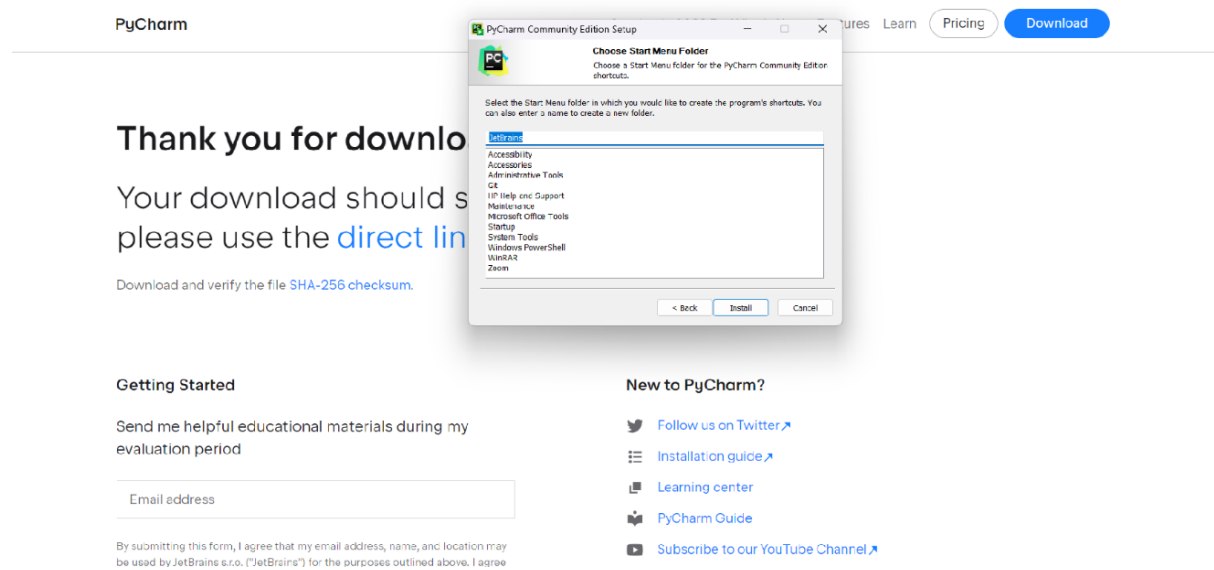 PyCharm
tures Learn Pricing Download
PyCharm Community Edition Setup
PC
Choose Start Menu Folder
Choose a Start Menu folder for the PyCharm Community Edition
shortcuts.
Select the Start Menu folder in which you would like to create the program's shortcuts. You
can also enter a name to create a new folder.
JetBrains
Accessibility
Accessories
Administrative Tools
Git
HP Help and Support
Maintenance
Microsoft Office Tools
Startup
System Tools
Windows PowerShell
WinRAR
Zoom
< Back Install Cancel
Thank you for downlo
Your download should s
please use the direct lin
Download and verify the file SHA-256 checksum.
Getting Started
Send me helpful educational materials during my
evaluation period
Email address
By submitting this form, I agree that my email address, name, and location may
be used by JetBrains s.r.o. ("JetBrains") for the purposes outlined above. I agree
New to PyCharm?
Follow us on Twitter↗
Installation guide↗
Learning center
PyCharm Guide
Subscribe to our YouTube Channel↗